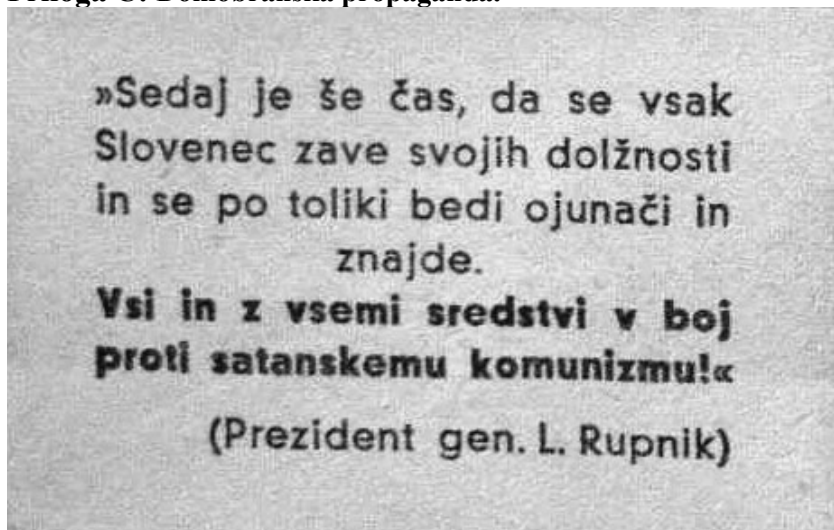 »Sedaj je še čas, da se vsak
Slovenec zave svojih dolžnosti
in se po toliki bedi ojunači in
znajde.
Vsi in z vsemi sredstvi v boj
proti satanskemu komunizmu!«
(Prezident gen. L. Rupnik)